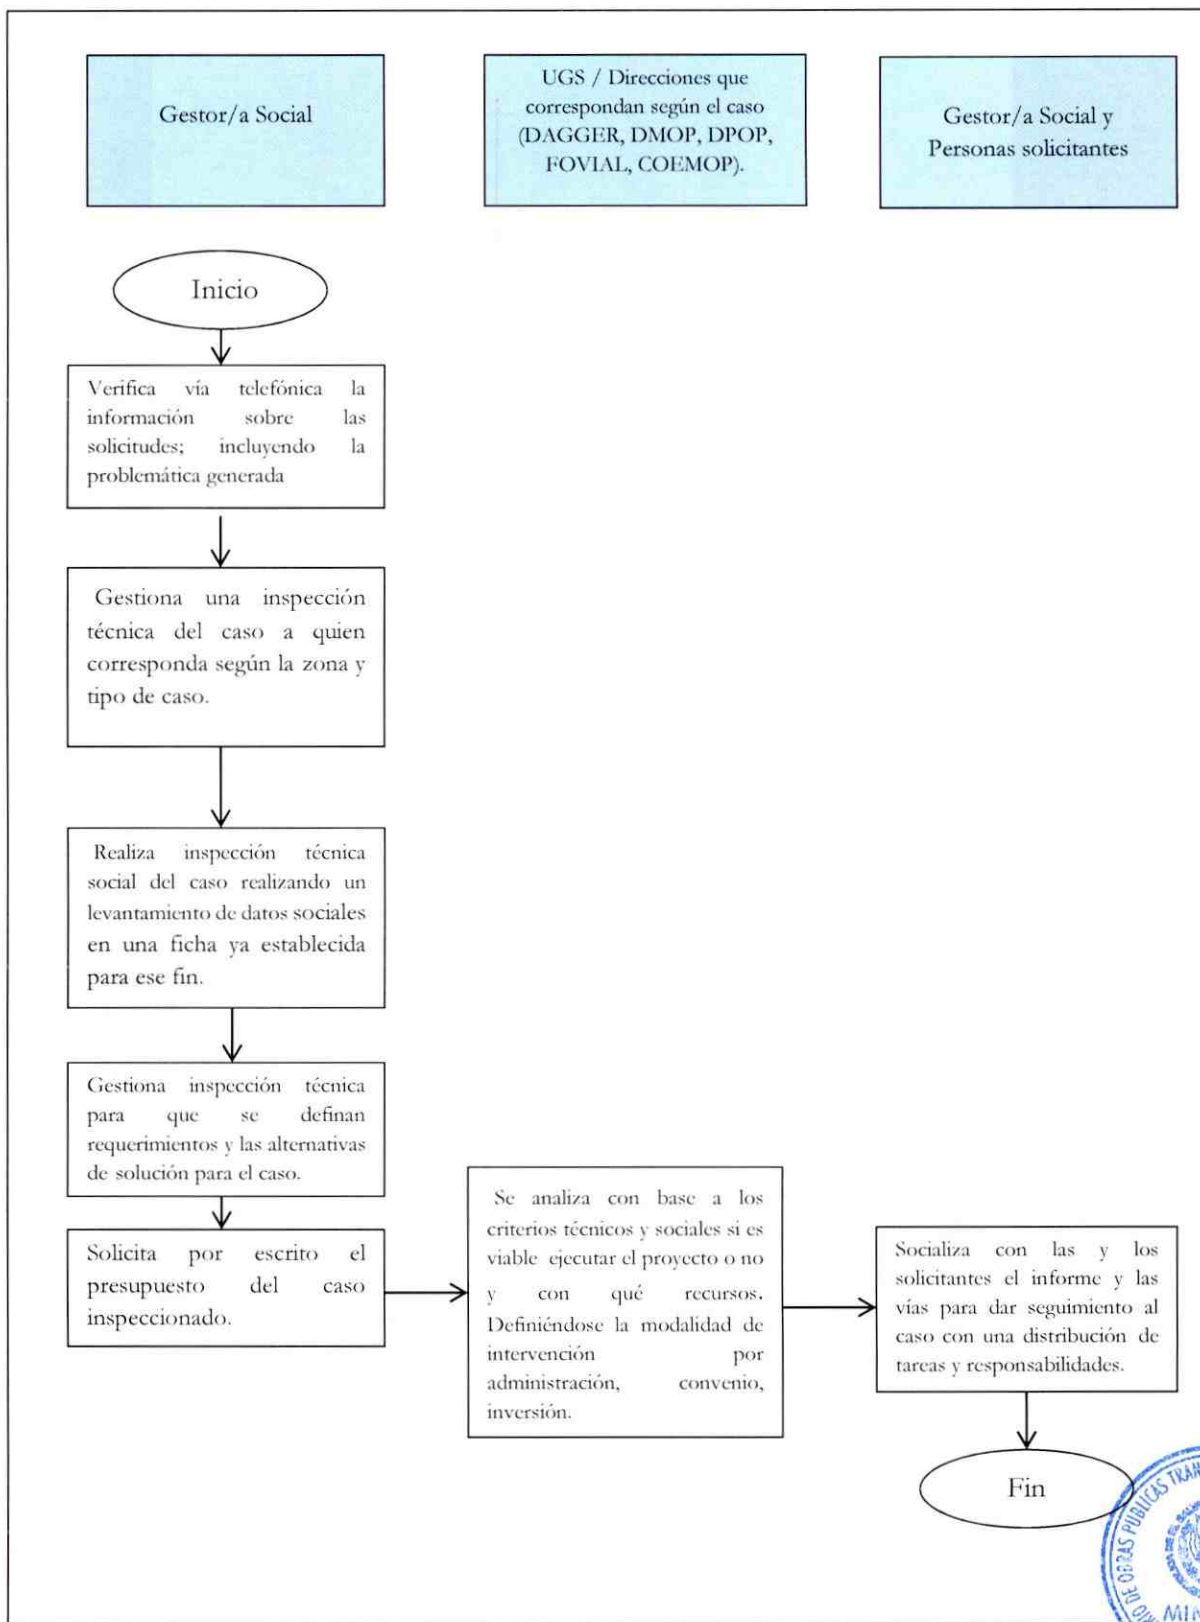 Gestor/a Social
UGS / Direcciones que
correspondan según el caso
(DAGGER, DMOP, DPOP,
FOVIAL, COEMOP).
Gestor/a Social y
Personas solicitantes
Inicio
Verifica vía telefónica la
información sobre las
solicitudes; incluyendo la
problemática generada
Gestiona una inspección
técnica del caso a quien
corresponda según la zona y
tipo de caso.
Realiza inspección técnica
social del caso realizando un
levantamiento de datos sociales
en una ficha ya establecida
para ese fin.
Gestiona inspección técnica
para que se definan
requerimientos y las alternativas
de solución para el caso.
Solicita por escrito el
presupuesto del caso
inspeccionado.
Se analiza con base a los
criterios técnicos y sociales si es
viable ejecutar el proyecto o no
y con qué recursos.
Definiéndose la modalidad de
intervención por
administración, convenio,
inversión.
Socializa con las y los
solicitantes el informe y las
vías para dar seguimiento al
caso con una distribución de
tareas y responsabilidades.
Fin
DE OBRAS PUBLICAS